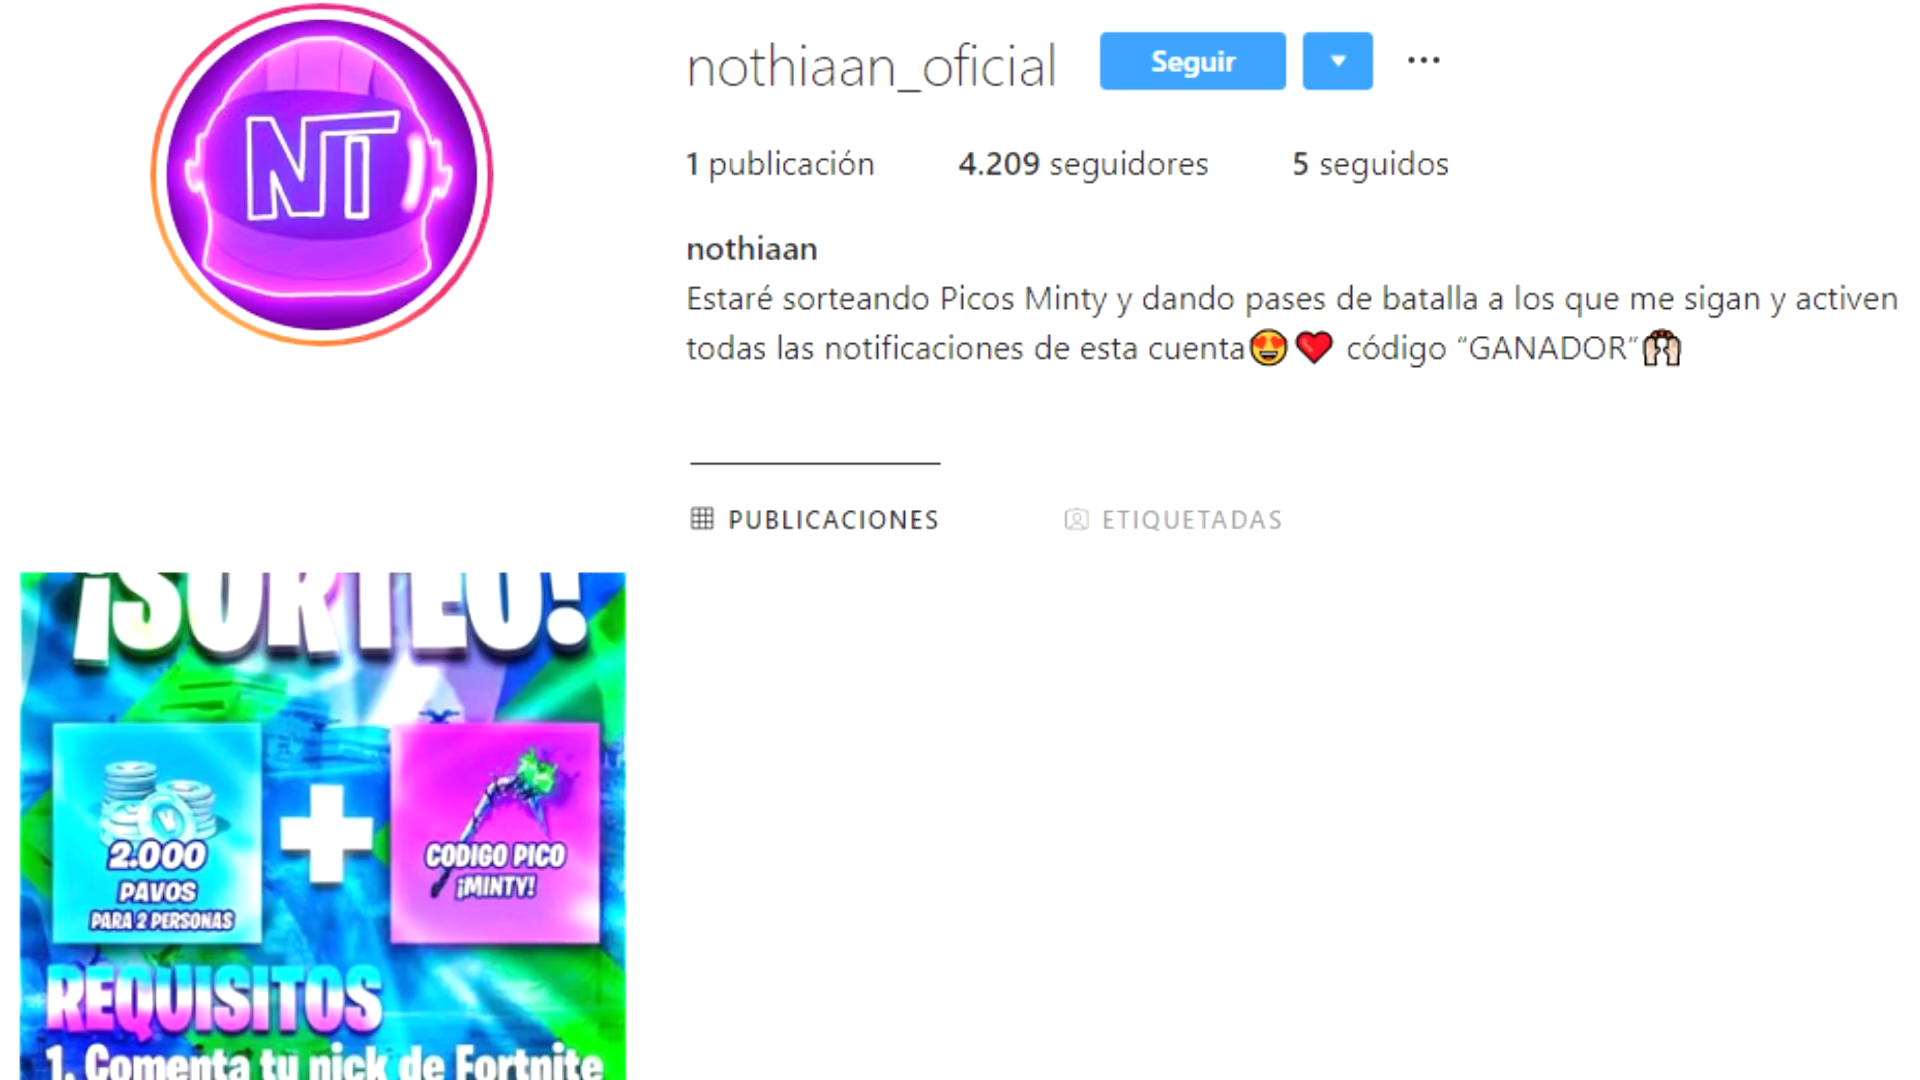 NT
nothiaan_oficial
Seguir
1 publicación 4.209 seguidores 5 seguidos
nothiaan
Estaré sorteando Picos Minty y dando pases de batalla a los que me sigan y activen
todas las notificaciones de esta cuenta😍❤️ código “GANADOR”🙌🏻
PUBLICACIONES ETIQUETADAS
¡SORTEO!
2.000
PAVOS
PARA 2 PERSONAS
CODIGO PICO
¡MINTY!
REQUISITOS
1. Comenta tu nick de Fortnite